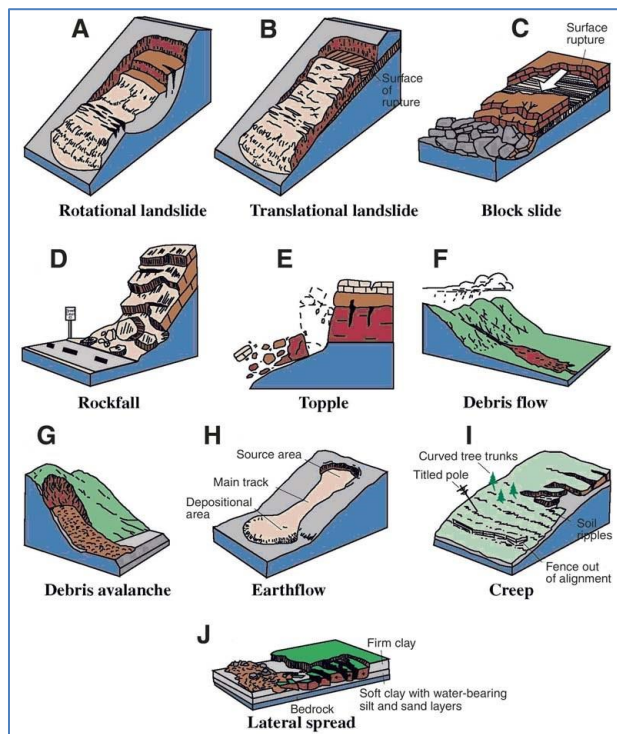 A
B
C
Surface
rupture
Surface
of
rupture
Rotational landslide
Translational landslide
Block slide
D
E
F
Rockfall
Topple
Debris flow
G
H
I
Source area
Main track
Depositional
area
Curved tree trunks
Titled pole
Soil
ripples
Fence out
of alignment
Debris avalanche
Earthflow
Creep
J
Firm clay
Soft clay with water-bearing
silt and sand layers
Bedrock
Lateral spread